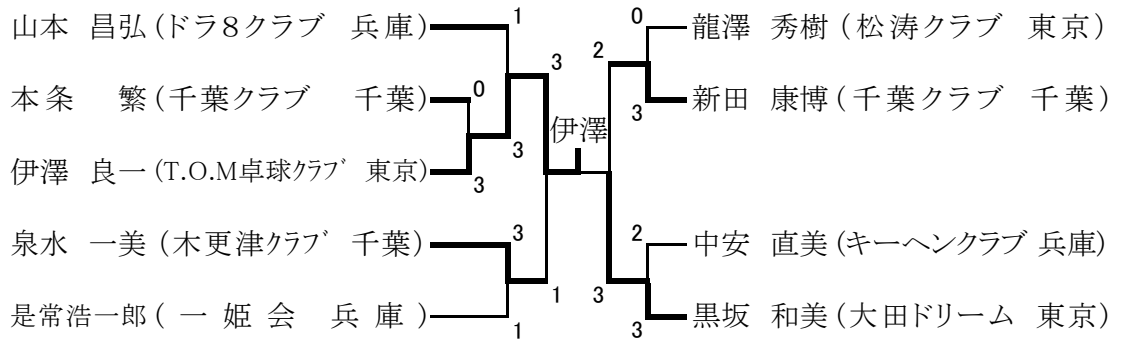 山本 昌弘(ドラ8クラブ 兵庫)
1
本条 繁(千葉クラブ 千葉)
0
伊澤 良一(T.O.M卓球クラブ 東京)
3
3
3
泉水 一美(木更津クラブ 千葉)
3
是常浩一郎(一姫会 兵庫)
1
1
伊澤
0
龍澤 秀樹(松涛クラブ 東京)
2
新田 康博(千葉クラブ 千葉)
3
2
中安 直美(キーヘンクラブ 兵庫)
3
黒坂 和美(大田ドリーム 東京)
3